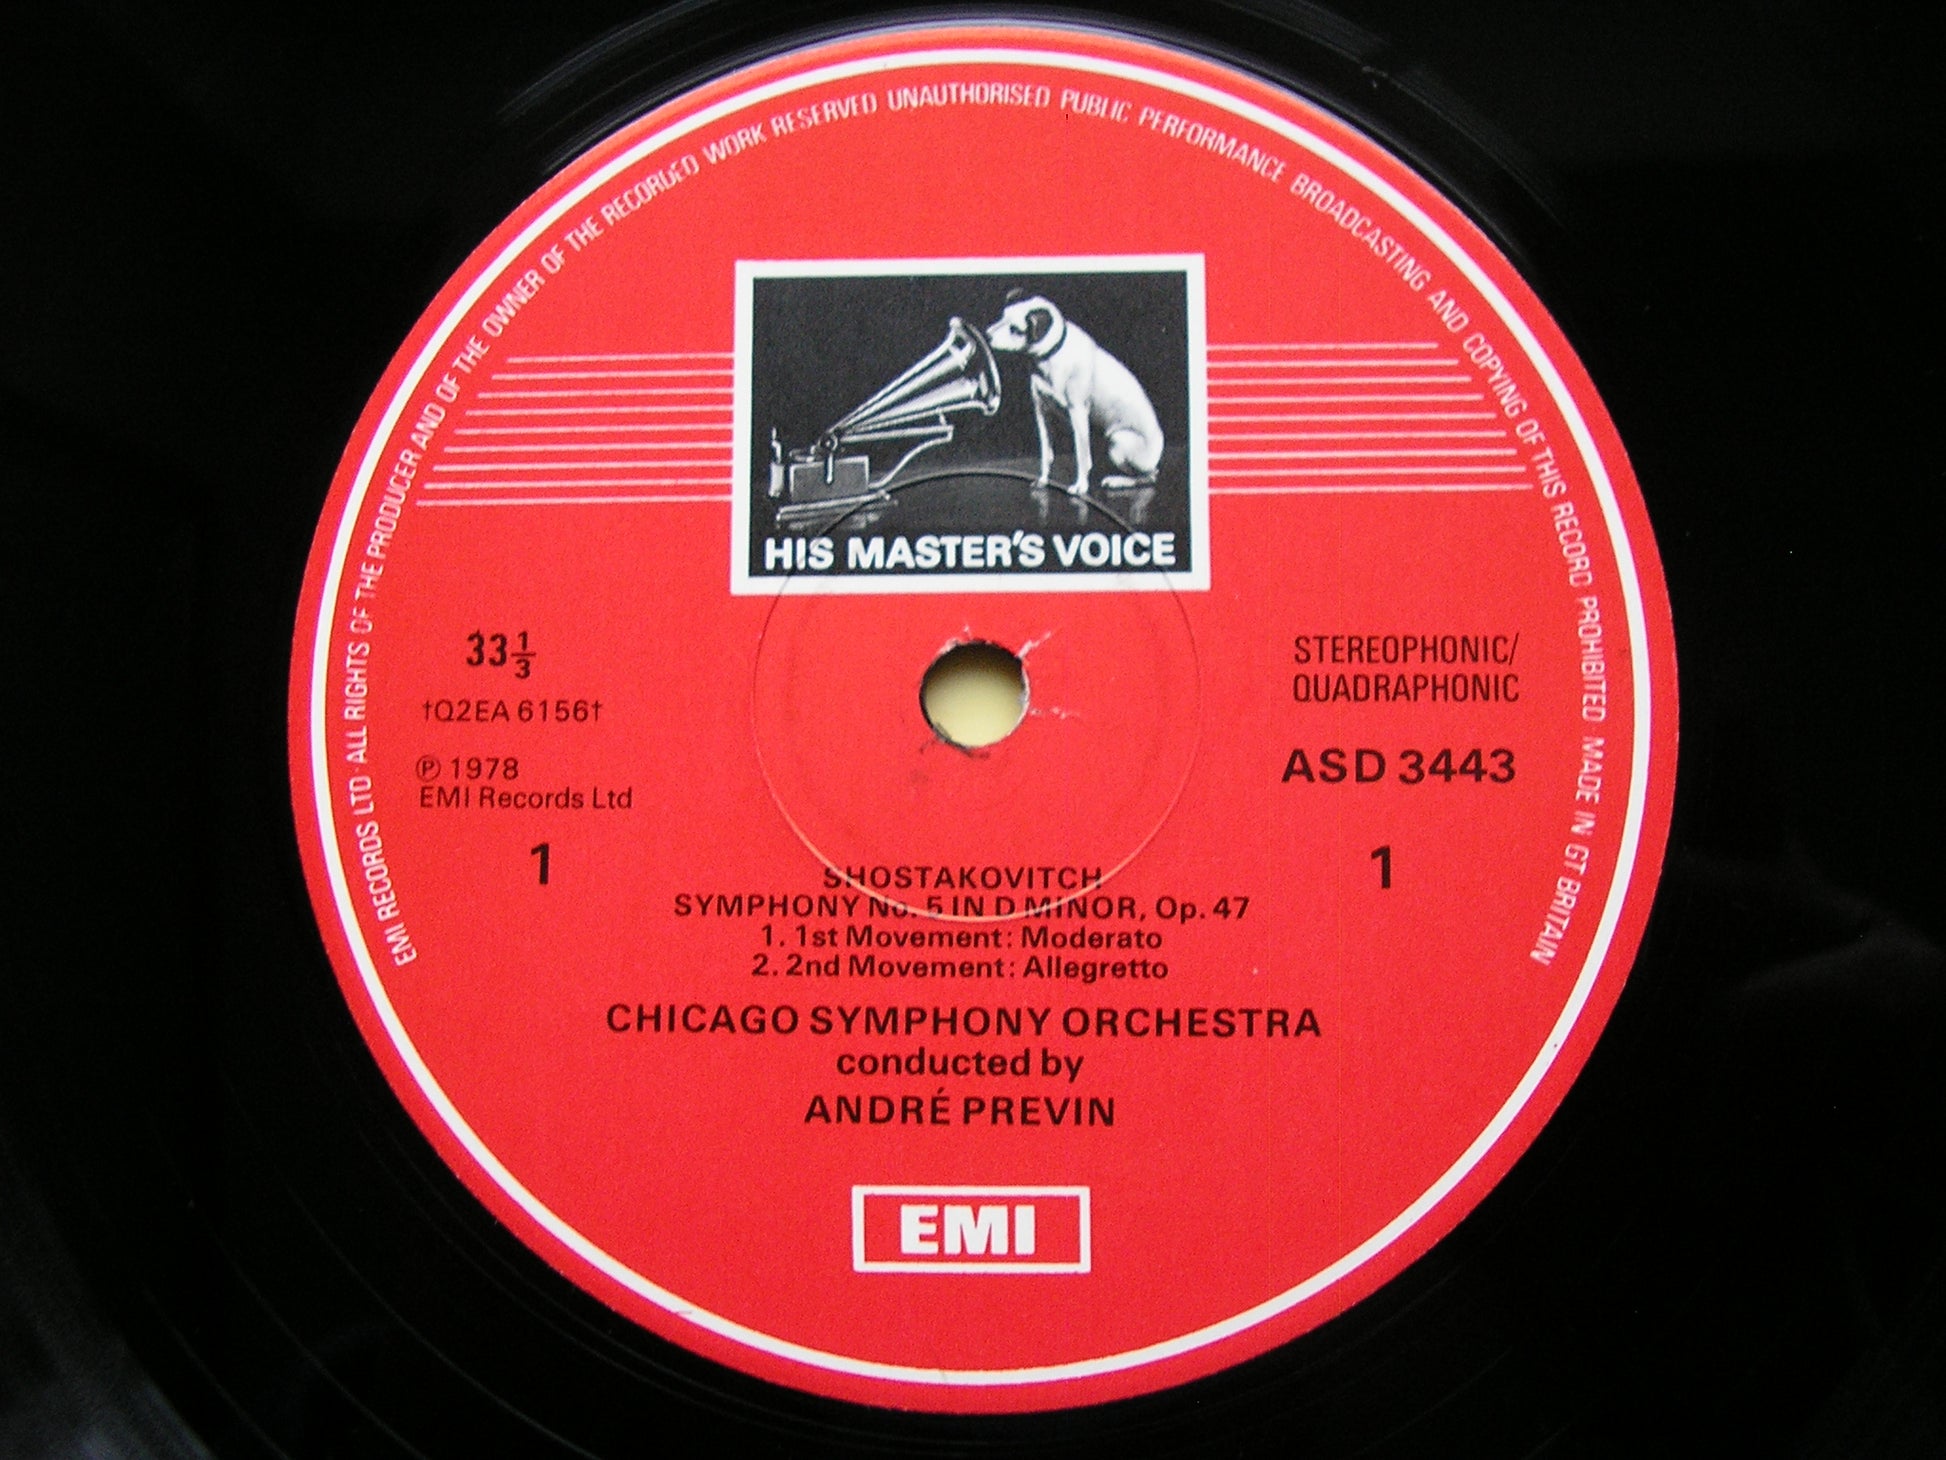 EMI RECORDS LTD · ALL RIGHTS OF THE PRODUCER AND OF THE OWNER OF THE RECORDED WORK RESERVED UNAUTHORISED PUBLIC PERFORMANCE BROADCASTING AND COPYING OF THIS RECORD PROHIBITED MADE IN GT BRITAIN
HIS MASTER'S VOICE
33⅓
†Q2EA 6156†
℗ 1978
EMI Records Ltd
1
STEREOPHONIC/
QUADRAPHONIC
ASD 3443
1
SHOSTAKOVITCH
SYMPHONY No. 5 IN D MINOR, Op. 47
1. 1st Movement: Moderato
2. 2nd Movement: Allegretto
CHICAGO SYMPHONY ORCHESTRA
conducted by
ANDRÉ PREVIN
EMI